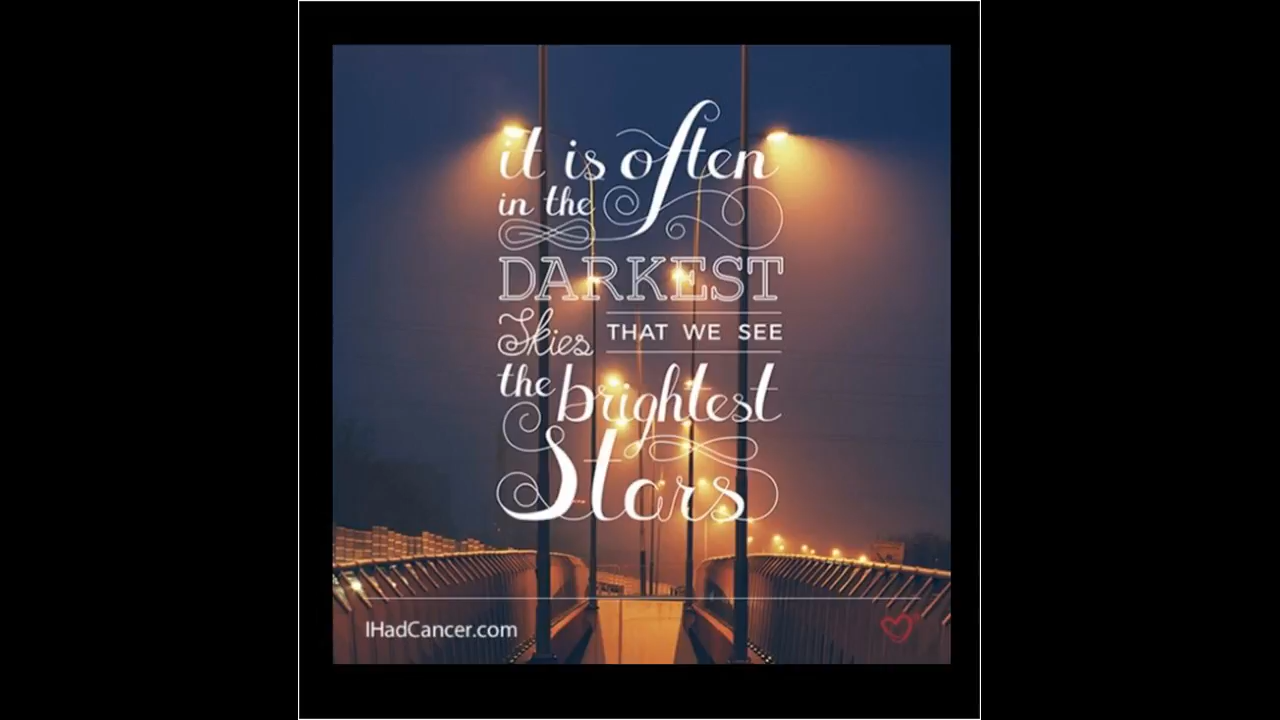 it is often
in the
DARKEST
Skies THAT WE SEE
the brightest
Stars
IHadCancer.com